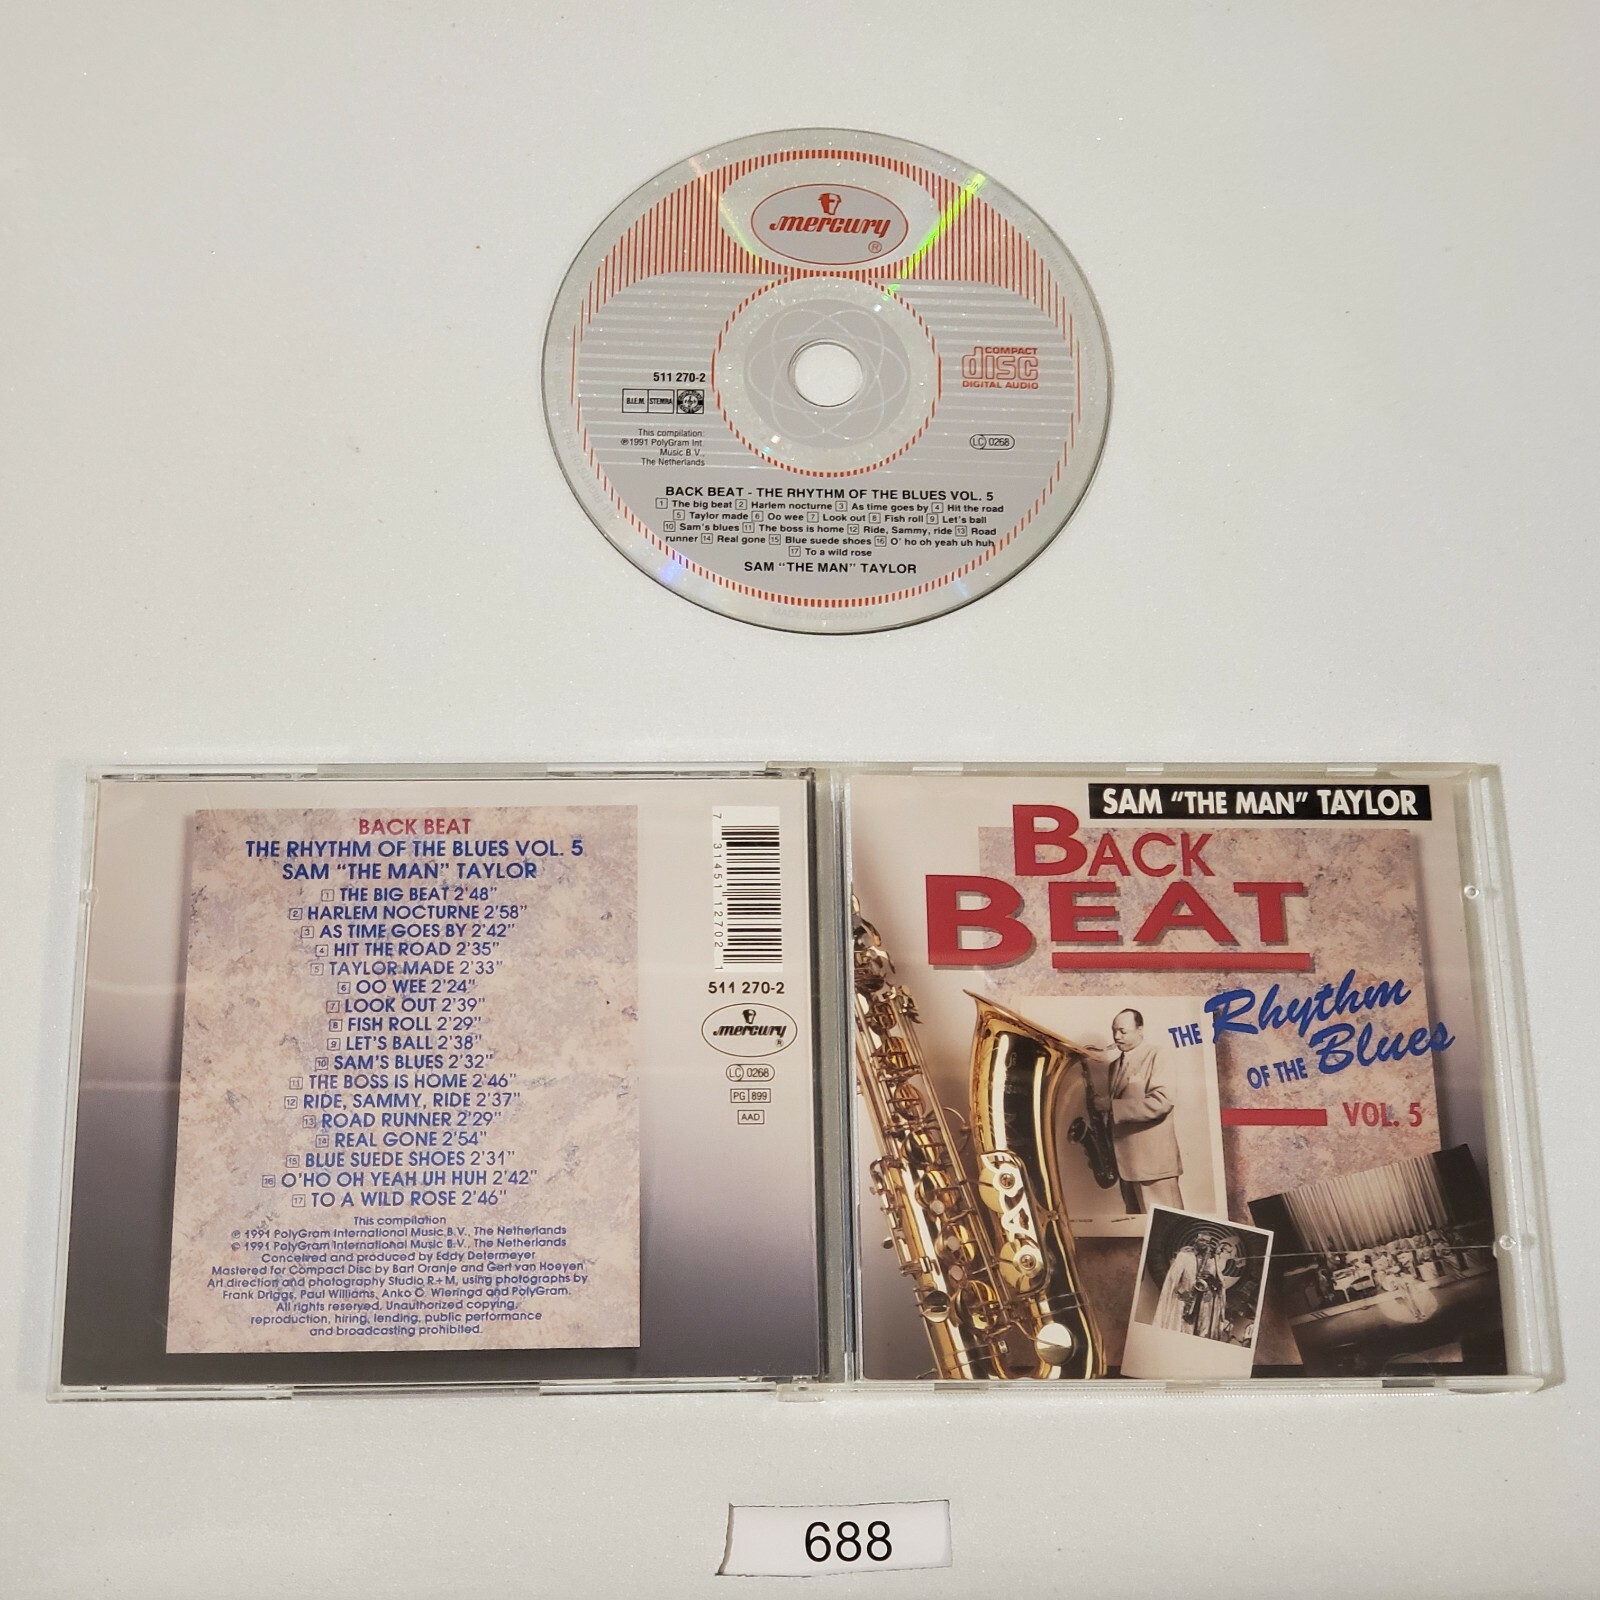 mercury
®
COMPACT
disc
DIGITAL AUDIO
511 270-2
B.I.E.M. STEMRA
This compilation:
℗1991 PolyGram Int.
Music B.V.,
The Netherlands
LC 0268
BACK BEAT - THE RHYTHM OF THE BLUES VOL. 5
1 The big beat 2 Harlem nocturne 3 As time goes by 4 Hit the road
5 Taylor made 6 Oo wee 7 Look out 8 Fish roll 9 Let's ball
10 Sam's blues 11 The boss is home 12 Ride, Sammy, ride 13 Road
runner 14 Real gone 15 Blue suede shoes 16 O' ho oh yeah uh huh
17 To a wild rose
SAM "THE MAN" TAYLOR
MADE IN GERMANY
BACK BEAT
THE RHYTHM OF THE BLUES VOL. 5
SAM "THE MAN" TAYLOR
1 THE BIG BEAT 2'48"
2 HARLEM NOCTURNE 2'58"
3 AS TIME GOES BY 2'42"
4 HIT THE ROAD 2'35"
5 TAYLOR MADE 2'33"
6 OO WEE 2'24"
7 LOOK OUT 2'39"
8 FISH ROLL 2'29"
9 LET'S BALL 2'38"
10 SAM'S BLUES 2'32"
11 THE BOSS IS HOME 2'46"
12 RIDE, SAMMY, RIDE 2'37"
13 ROAD RUNNER 2'29"
14 REAL GONE 2'54"
15 BLUE SUEDE SHOES 2'31"
16 O'HO OH YEAH UH HUH 2'42"
17 TO A WILD ROSE 2'46"
This compilation
℗ 1991 PolyGram International Music B.V., The Netherlands
© 1991 PolyGram International Music B.V., The Netherlands
Conceived and produced by Eddy Determeyer
Mastered for Compact Disc by Bart Oranje and Gert van Hoeyen
Art direction and photography Studio R+M, using photographs by
Frank Driggs, Paul Williams, Anko C. Wieringa and PolyGram.
All rights reserved. Unauthorized copying,
reproduction, hiring, lending, public performance
and broadcasting prohibited.
7 31451 12702 1
511 270-2
mercury
®
LC 0268
PG 899
AAD
SAM "THE MAN" TAYLOR
BACK
BEAT
THE Rhythm
OF THE Blues
VOL. 5
688